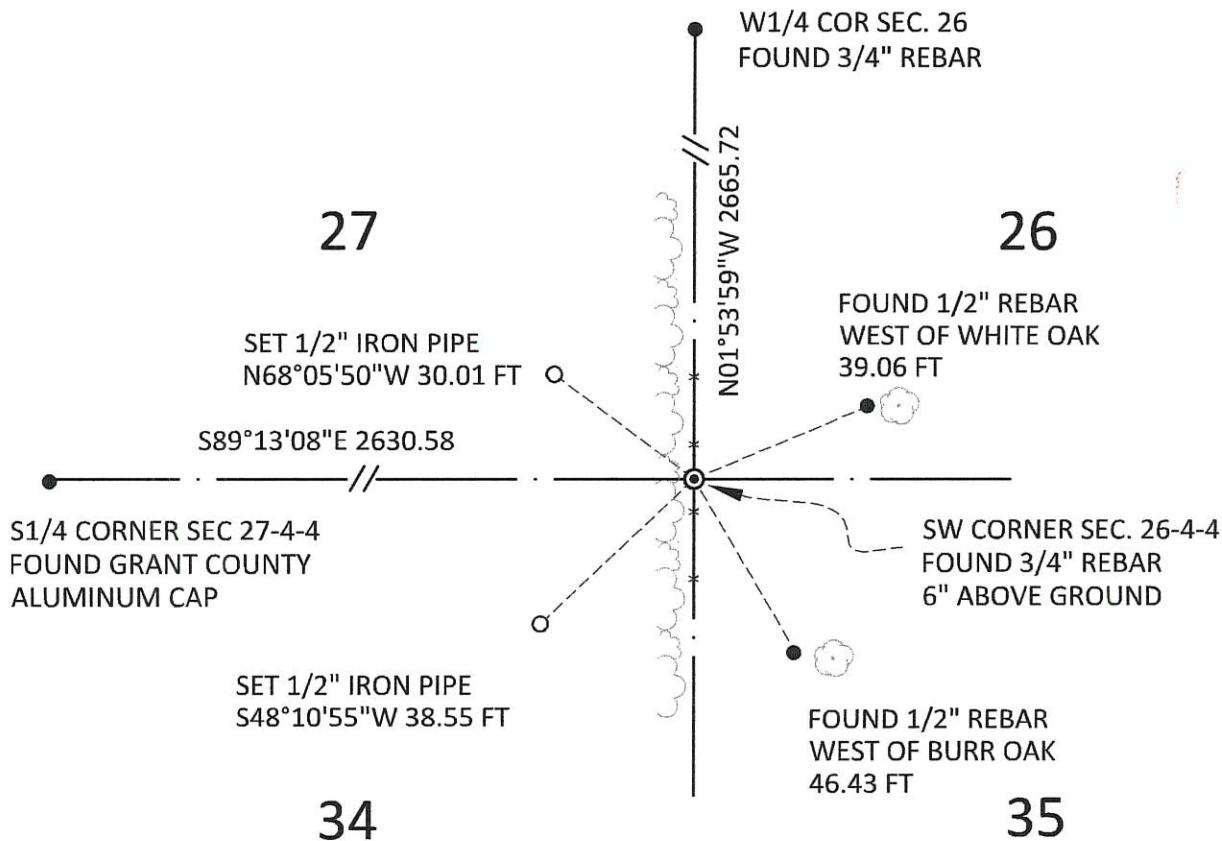 W1/4 COR SEC. 26
FOUND 3/4" REBAR
N01°53'59"W 2665.72
27
26
FOUND 1/2" REBAR
WEST OF WHITE OAK
39.06 FT
SET 1/2" IRON PIPE
N68°05'50"W 30.01 FT
S89°13'08"E 2630.58
S1/4 CORNER SEC 27-4-4
FOUND GRANT COUNTY
ALUMINUM CAP
SW CORNER SEC. 26-4-4
FOUND 3/4" REBAR
6" ABOVE GROUND
SET 1/2" IRON PIPE
S48°10'55"W 38.55 FT
FOUND 1/2" REBAR
WEST OF BURR OAK
46.43 FT
34
35